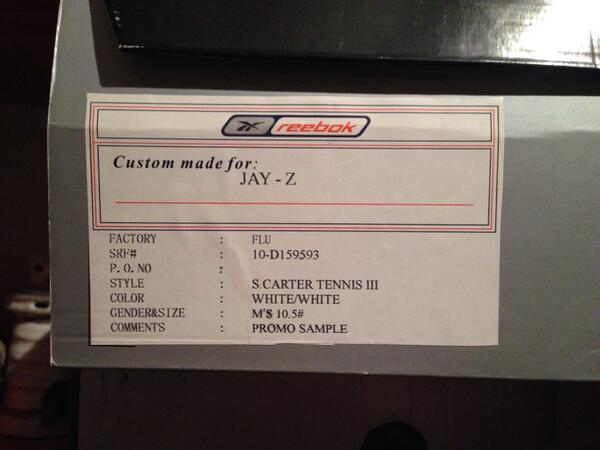 reebok
Custom made for:
JAY - Z
FACTORY : FLU
SRF# : 10-D159593
P. O. NO :
STYLE : S.CARTER TENNIS III
COLOR : WHITE/WHITE
GENDER&SIZE : M'$ 10.5#
COMMENTS : PROMO SAMPLE